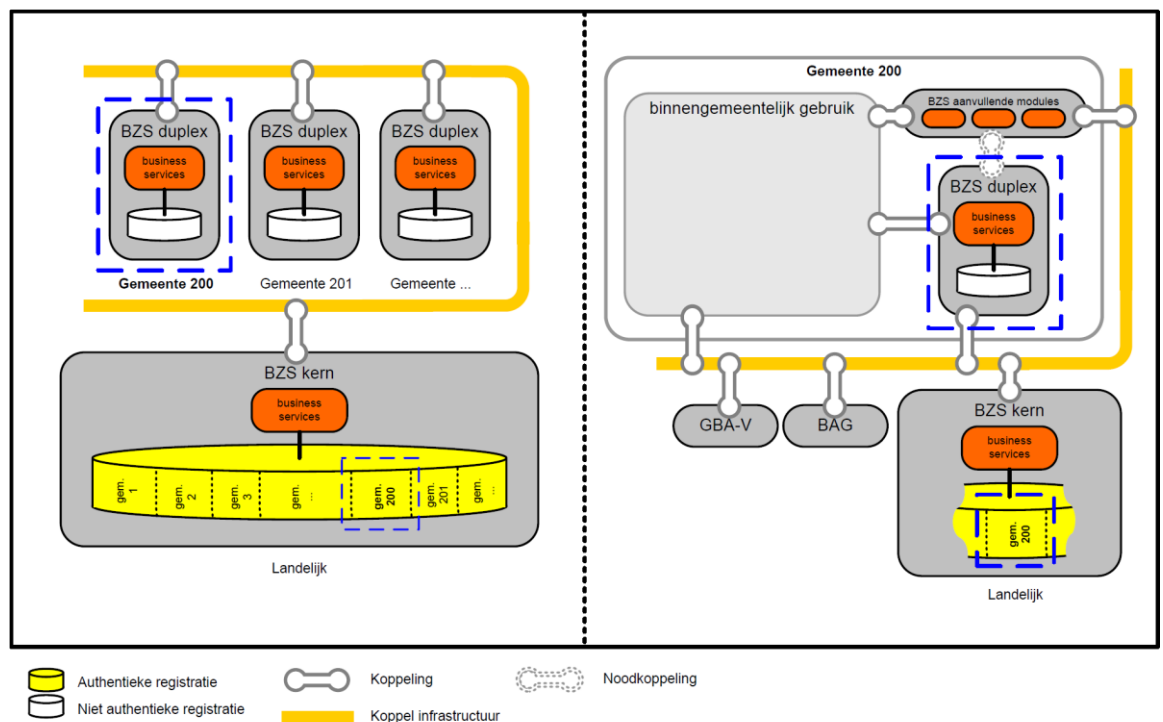 BZS duplex
business
services
Gemeente 200
BZS duplex
business
services
Gemeente 201
BZS duplex
business
services
Gemeente ...
BZS kern
business
services
gem.
1
gem.
2
gem.
3
gem.
...
gem.
200
gem.
201
gem.
...
Landelijk
Gemeente 200
binnengemeentelijk gebruik
BZS aanvullende modules
BZS duplex
business
services
GBA-V
BAG
BZS kern
business
services
gem.
200
Landelijk
Authentieke registratie
Niet authentieke registratie
Koppeling
Koppel infrastructuur
Noodkoppeling